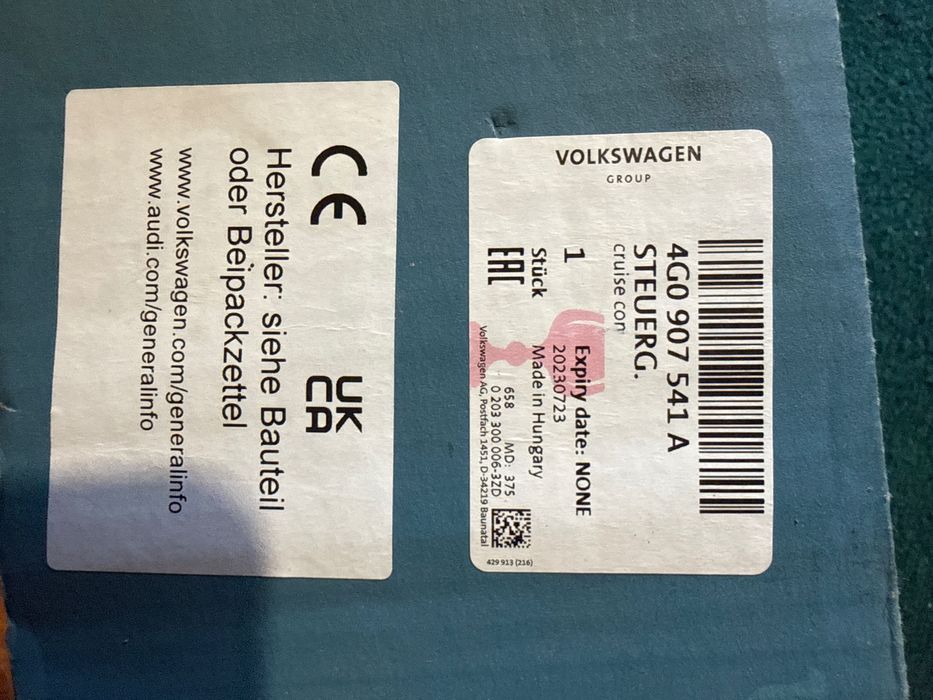 VOLKSWAGEN
GROUP
4G0 907 541 A
STEUERG.
cruise con
1
Expiry date: NONE
20230723
Stück
Made in Hungary
EAC
658 MD: 375
0 203 300 006-3ZD
Volkswagen AG, Postfach 1451, D-34219 Baunatal
429 913 (216)
CE
UK
CA
Hersteller: siehe Bauteil
oder Beipackzettel
www.volkswagen.com/generalinfo
www.audi.com/generalinfo